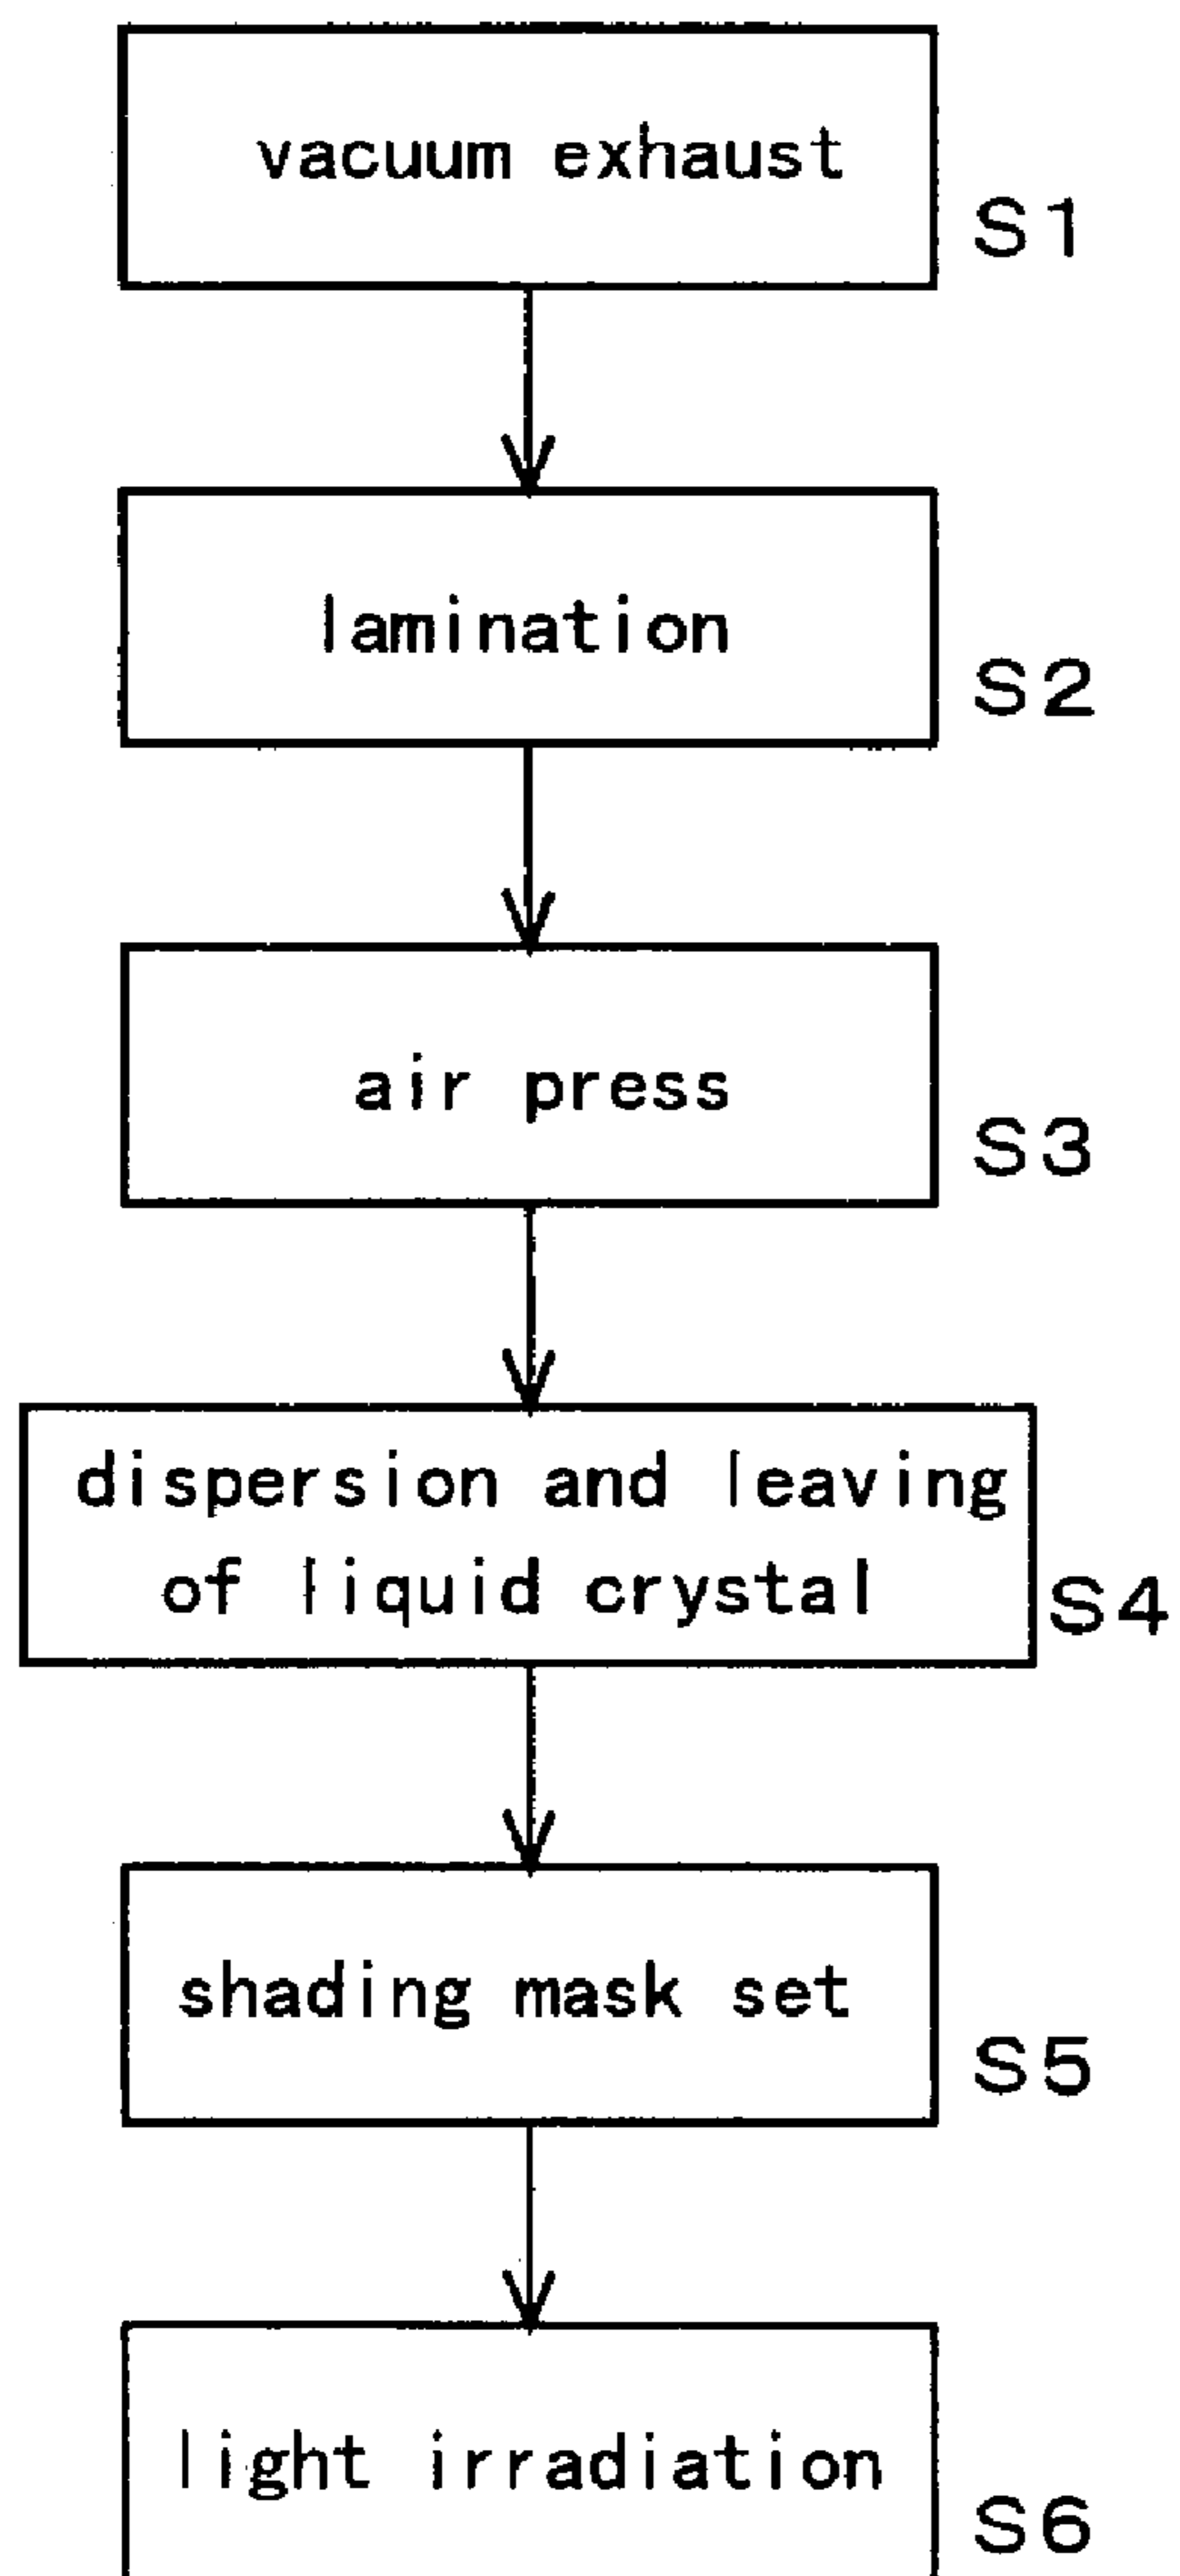 vacuum exhaust
S1
lamination
S2
air press
S3
dispersion and leaving
of liquid crystal
S4
shading mask set
S5
light irradiation
S6